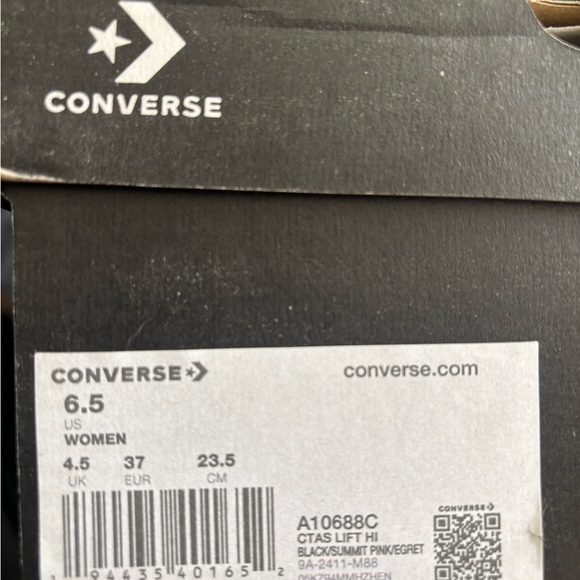 CONVERSE
CONVERSE converse.com
6.5
US
WOMEN
4.5 37 23.5
UK EUR CM
A10688C
CTAS LIFT HI
BLACK/SUMMIT PINK/EGRET
9A-2411-M88
94435 40165 2
CONVERSE